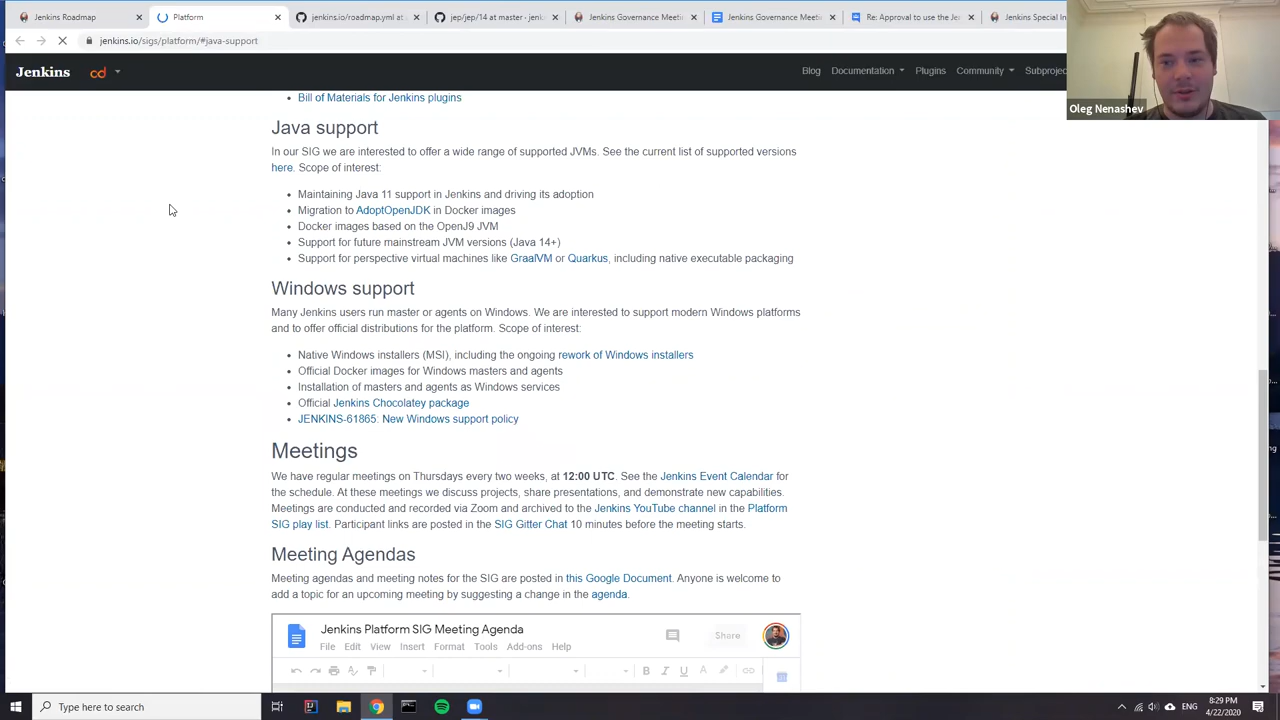 Jenkins Roadmap
Platform
jenkins.io/roadmap.yml at
jep/jep/14 at master · jenk
Jenkins Governance Meeti
Jenkins Governance Meetin
Re: Approval to use the Jen
Jenkins Special In
jenkins.io/sigs/platform/#java-support
Jenkins
cd
Blog
Documentation
Plugins
Community
Subproj
Oleg Nenashev
Bill of Materials for Jenkins plugins
Java support
In our SIG we are interested to offer a wide range of supported JVMs. See the current list of supported versions
here. Scope of interest:
Maintaining Java 11 support in Jenkins and driving its adoption
Migration to AdoptOpenJDK in Docker images
Docker images based on the OpenJ9 JVM
Support for future mainstream JVM versions (Java 14+)
Support for perspective virtual machines like GraalVM or Quarkus, including native executable packaging
Windows support
Many Jenkins users run master or agents on Windows. We are interested to support modern Windows platforms
and to offer official distributions for the platform. Scope of interest:
Native Windows installers (MSI), including the ongoing rework of Windows installers
Official Docker images for Windows masters and agents
Installation of masters and agents as Windows services
Official Jenkins Chocolatey package
JENKINS-61865: New Windows support policy
Meetings
We have regular meetings on Thursdays every two weeks, at 12:00 UTC. See the Jenkins Event Calendar for
the schedule. At these meetings we discuss projects, share presentations, and demonstrate new capabilities.
Meetings are conducted and recorded via Zoom and archived to the Jenkins YouTube channel in the Platform
SIG play list. Participant links are posted in the SIG Gitter Chat 10 minutes before the meeting starts.
Meeting Agendas
Meeting agendas and meeting notes for the SIG are posted in this Google Document. Anyone is welcome to
add a topic for an upcoming meeting by suggesting a change in the agenda.
Jenkins Platform SIG Meeting Agenda
File Edit View Insert Format Tools Add-ons Help
Share
B I U A
Type here to search
ENG
8:29 PM
4/22/2020